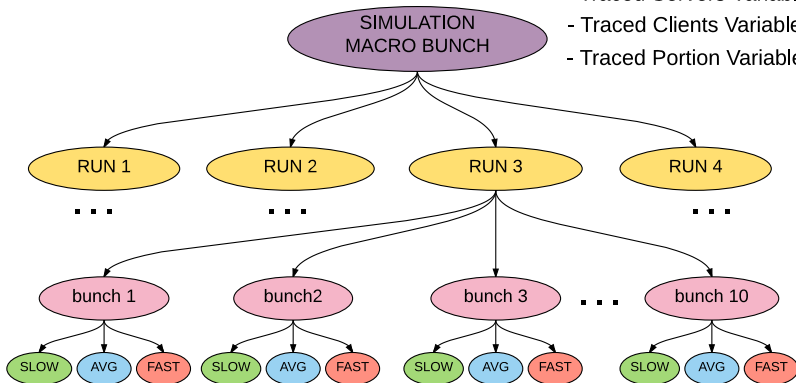 SIMULATION
MACRO BUNCH
- Traced Clients Variable
- Traced Portion Variable
RUN 1
RUN 2
RUN 3
RUN 4
...
...
...
bunch 1
bunch2
bunch 3
...
bunch 10
SLOW
AVG
FAST
SLOW
AVG
FAST
SLOW
AVG
FAST
SLOW
AVG
FAST